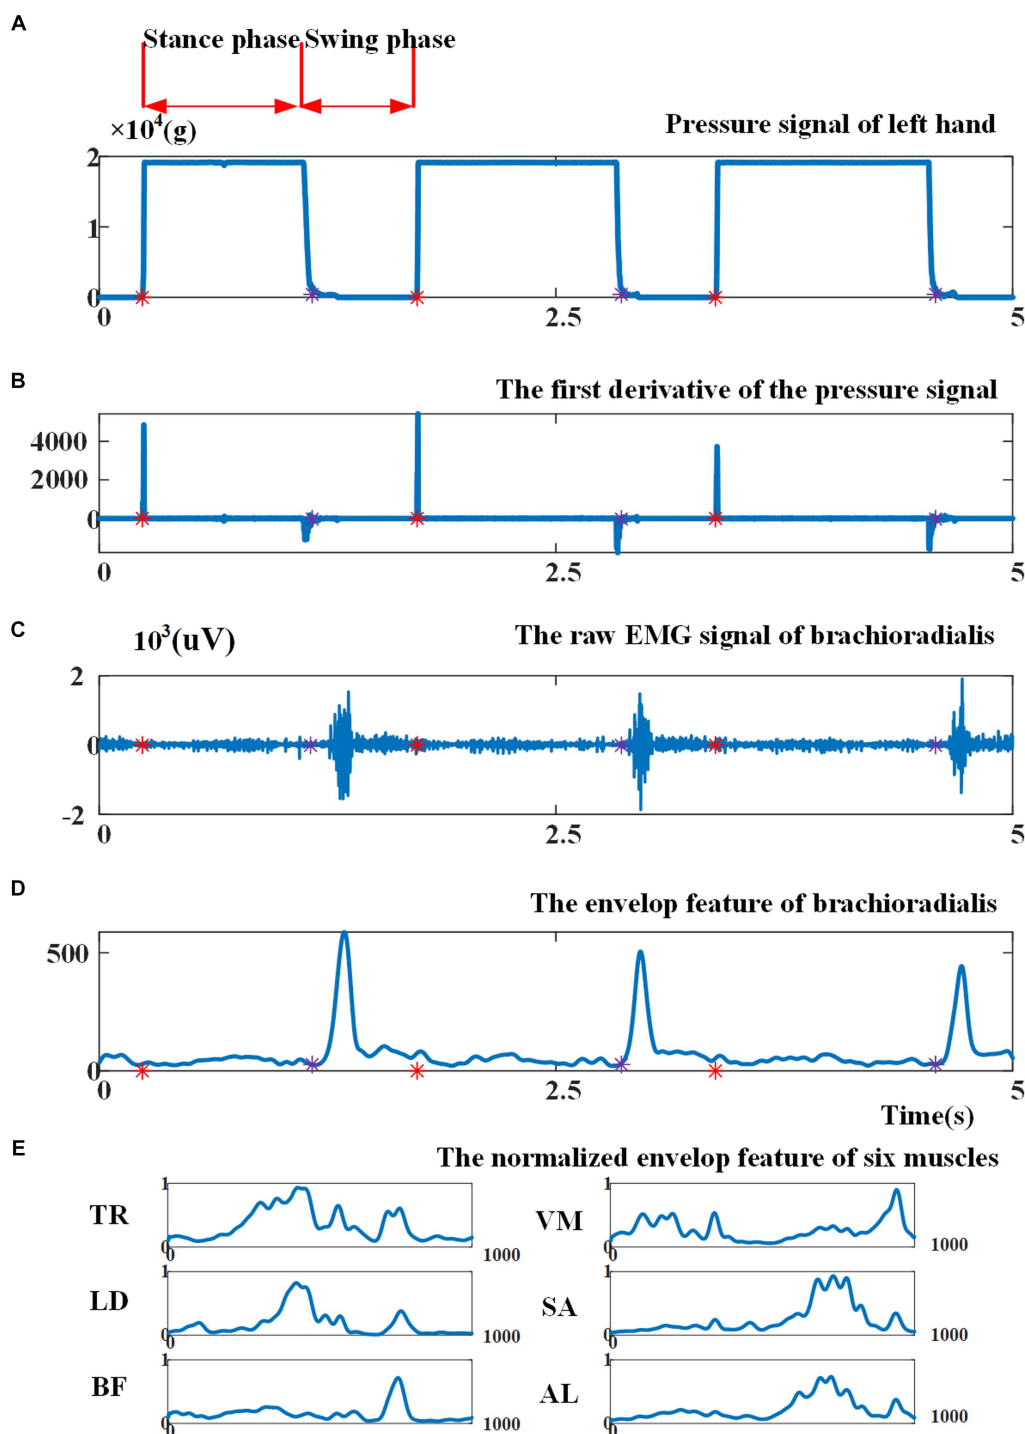 A
Stance phase Swing phase
×10⁴(g)
Pressure signal of left hand
2
1
0
0 2.5 5
B
The first derivative of the pressure signal
4000
2000
0
0 2.5 5
C
10³(uV)
The raw EMG signal of brachioradialis
2
0
-2
0 2.5 5
D
The envelop feature of brachioradialis
500
0
0 2.5 5
Time(s)
E
The normalized envelop feature of six muscles
TR 1 0 0 1000
VM 1 0 0 1000
LD 1 0 0 1000
SA 1 0 0 1000
BF 1 0 0 1000
AL 1 0 0 1000